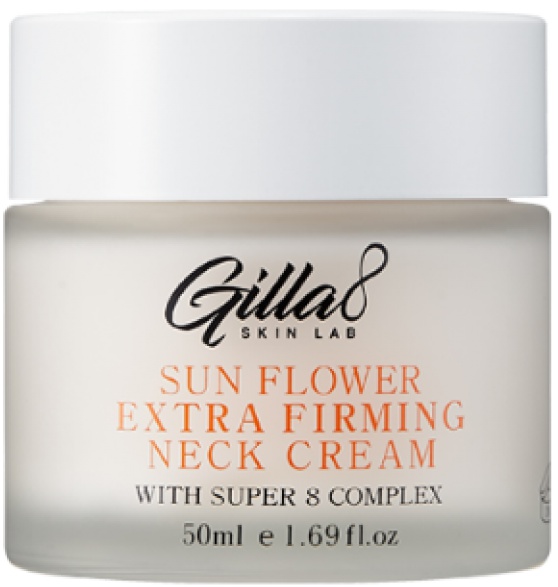 Gilla8
SKIN LAB
SUN FLOWER
EXTRA FIRMING
NECK CREAM
WITH SUPER 8 COMPLEX
50ml e 1.69 fl.oz